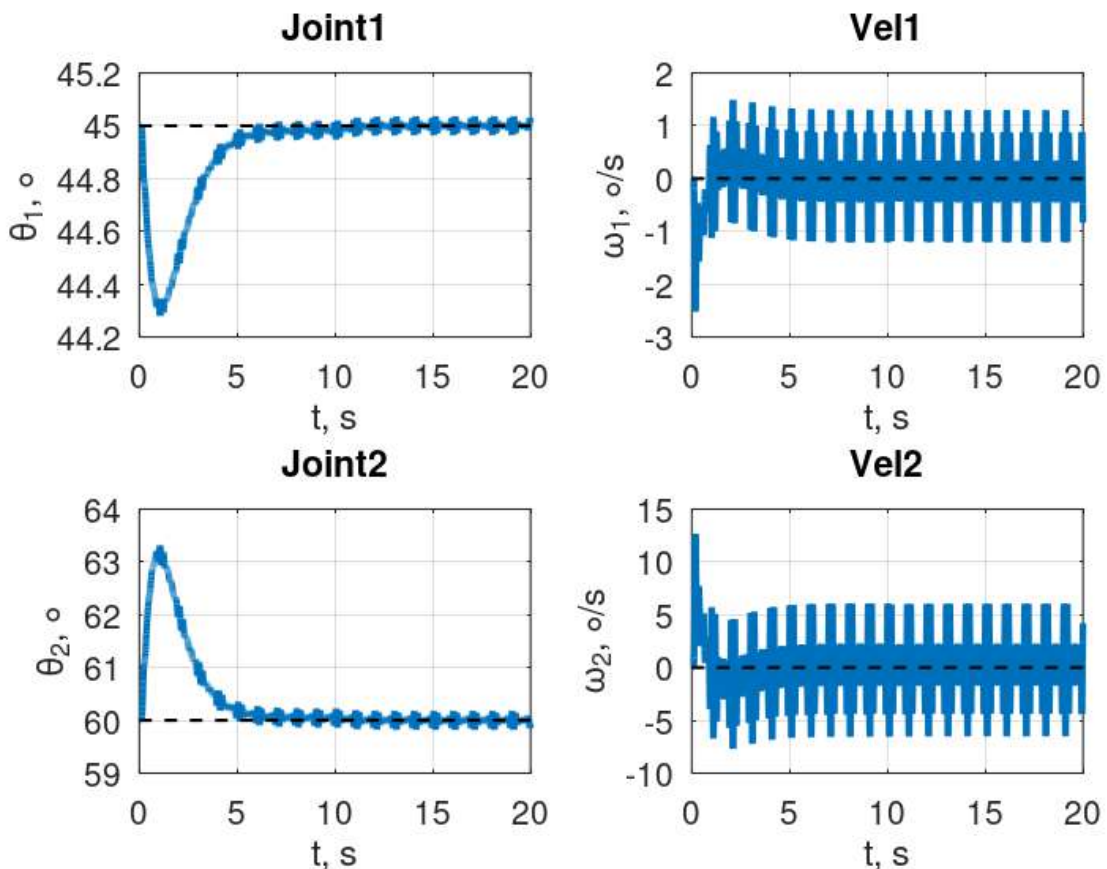 Joint1
45.2
45
44.8
44.6
44.4
44.2
θ1, °
0 5 10 15 20
t, s
Vel1
2
1
0
-1
-2
-3
ω1, °/s
0 5 10 15 20
t, s
Joint2
64
63
62
61
60
59
θ2, °
0 5 10 15 20
t, s
Vel2
15
10
5
0
-5
-10
ω2, °/s
0 5 10 15 20
t, s